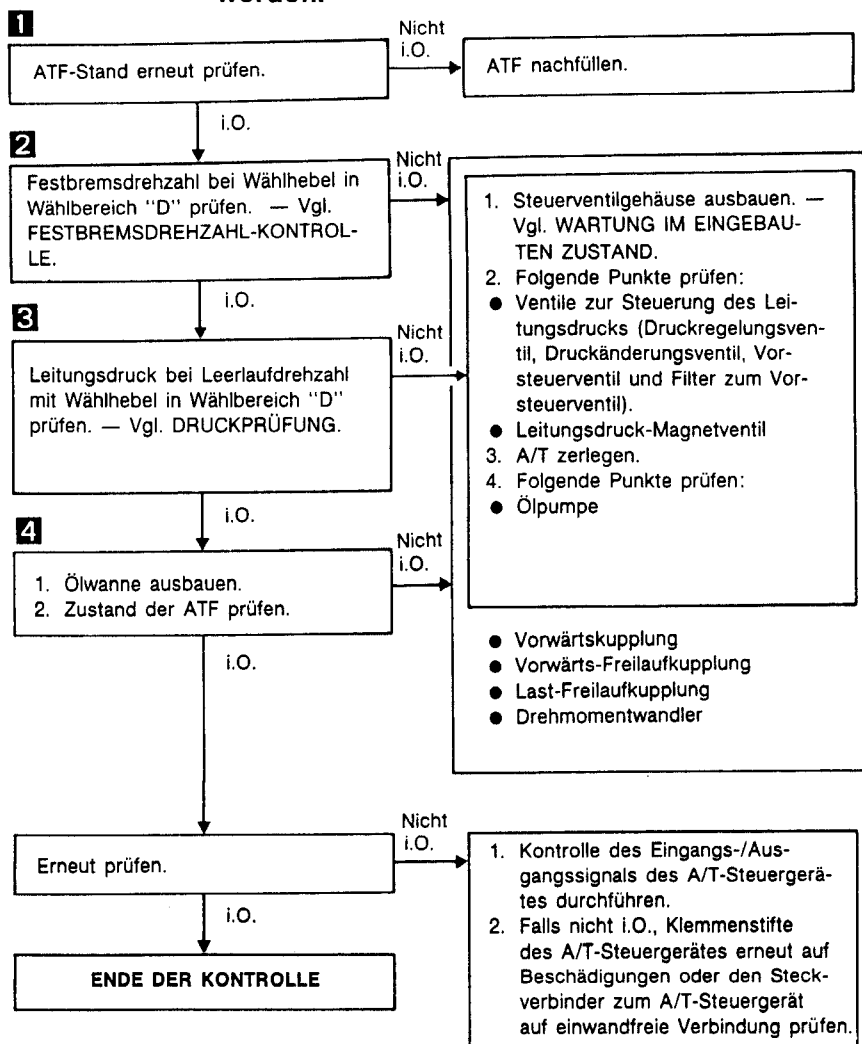 1
Nicht
i.O.
ATF-Stand erneut prüfen.
ATF nachfüllen.
i.O.
2
Nicht
i.O.
Festbremsdrehzahl bei Wählhebel in
Wählbereich "D" prüfen. — Vgl.
FESTBREMSDREHZAHL-KONTROL-
LE.
1. Steuerventilgehäuse ausbauen. —
Vgl. WARTUNG IM EINGEBAU-
TEN ZUSTAND.
2. Folgende Punkte prüfen:
● Ventile zur Steuerung des Lei-
tungsdrucks (Druckregelungsven-
til, Druckänderungsventil, Vor-
steuerventil und Filter zum Vor-
steuerventil).
● Leitungsdruck-Magnetventil
3. A/T zerlegen.
4. Folgende Punkte prüfen:
● Ölpumpe
● Vorwärtskupplung
● Vorwärts-Freilaufkupplung
● Last-Freilaufkupplung
● Drehmomentwandler
i.O.
3
Nicht
i.O.
Leitungsdruck bei Leerlaufdrehzahl
mit Wählhebel in Wählbereich "D"
prüfen. — Vgl. DRUCKPRÜFUNG.
i.O.
4
Nicht
i.O.
1. Ölwanne ausbauen.
2. Zustand der ATF prüfen.
i.O.
Nicht
i.O.
Erneut prüfen.
1. Kontrolle des Eingangs-/Aus-
gangssignals des A/T-Steuergerä-
tes durchführen.
2. Falls nicht i.O., Klemmenstifte
des A/T-Steuergerätes erneut auf
Beschädigungen oder den Steck-
verbinder zum A/T-Steuergerät
auf einwandfreie Verbindung prüfen.
i.O.
ENDE DER KONTROLLE